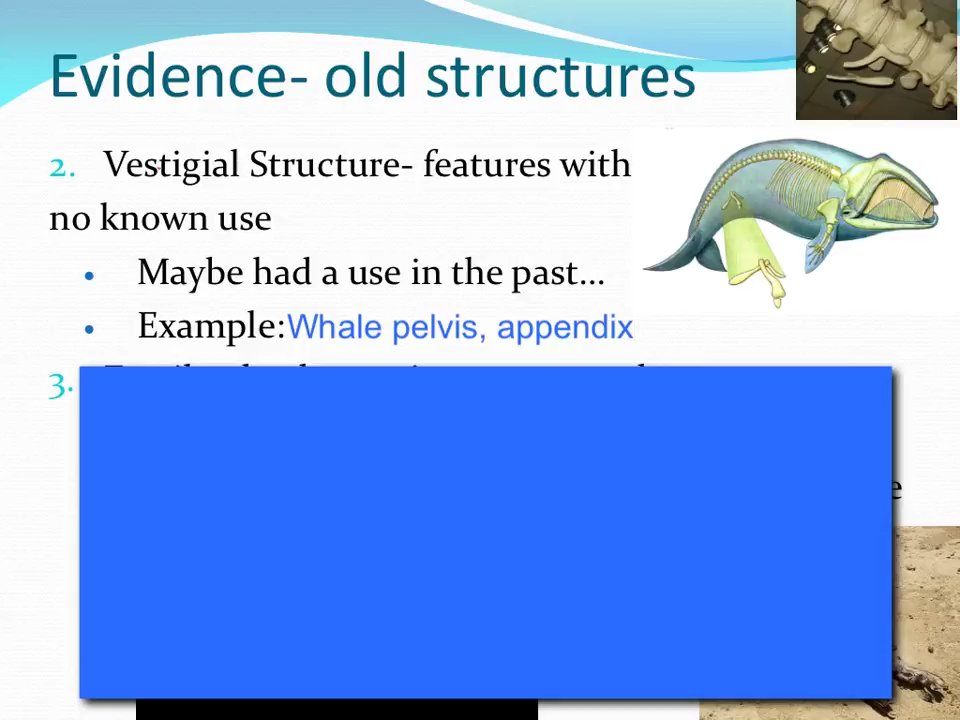 Evidence- old structures
2. Vestigial Structure- features with
no known use
• Maybe had a use in the past...
• Example:Whale pelvis, appendix
3.